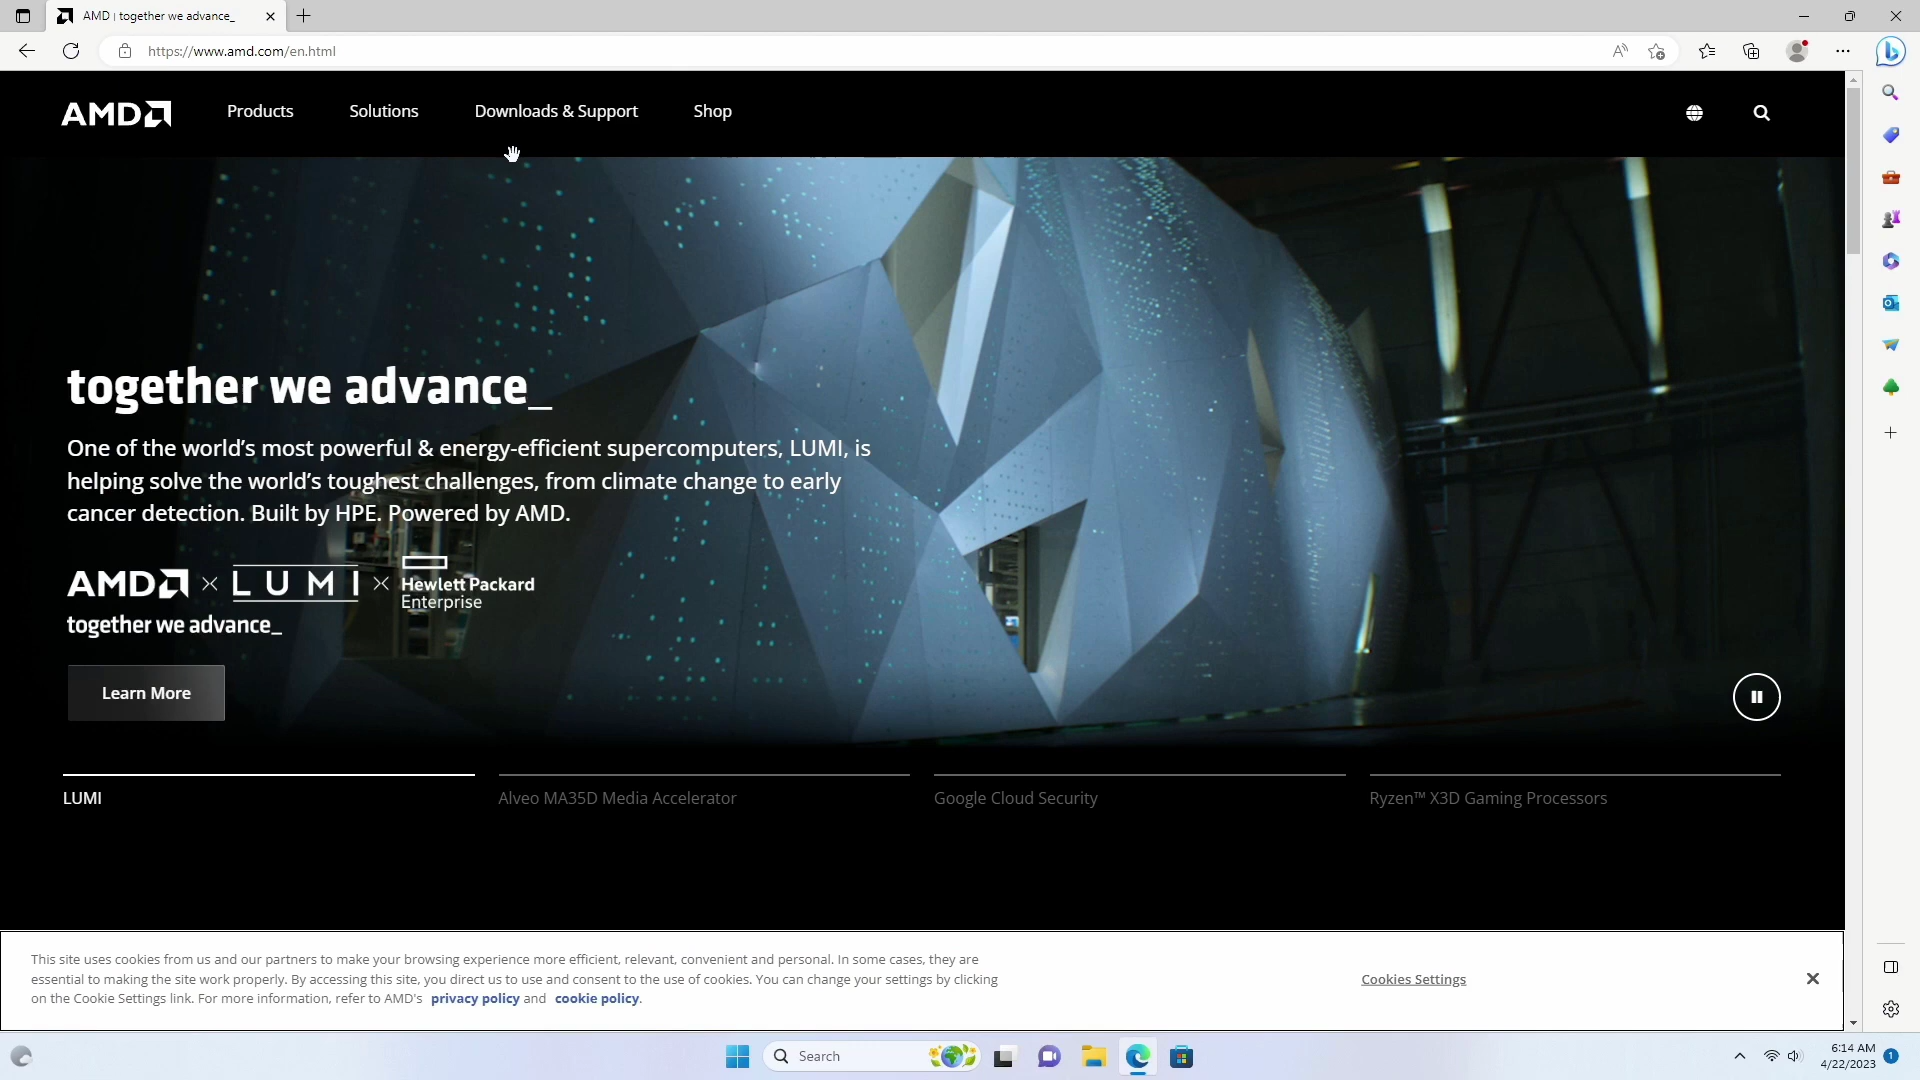 AMD | together we advance_
https://www.amd.com/en.html
AMD
Products
Solutions
Downloads & Support
Shop
together we advance_
One of the world's most powerful & energy-efficient supercomputers, LUMI, is
helping solve the world's toughest challenges, from climate change to early
cancer detection. Built by HPE. Powered by AMD.
AMD
LUMI
Hewlett Packard
Enterprise
together we advance_
Learn More
LUMI
Alveo MA35D Media Accelerator
Google Cloud Security
Ryzen™ X3D Gaming Processors
This site uses cookies from us and our partners to make your browsing experience more efficient, relevant, convenient and personal. In some cases, they are
essential to making the site work properly. By accessing this site, you direct us to use and consent to the use of cookies. You can change your settings by clicking
on the Cookie Settings link. For more information, refer to AMD's privacy policy and cookie policy.
Cookies Settings
Search
6:14 AM
4/22/2023
1